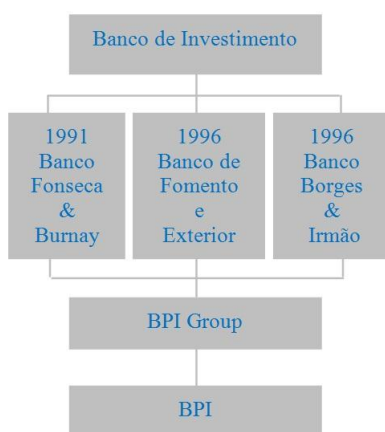 Banco de Investimento
1991
Banco
Fonseca
&
Burnay
1996
Banco de
Fomento
e
Exterior
1996
Banco
Borges
&
Irmão
BPI Group
BPI